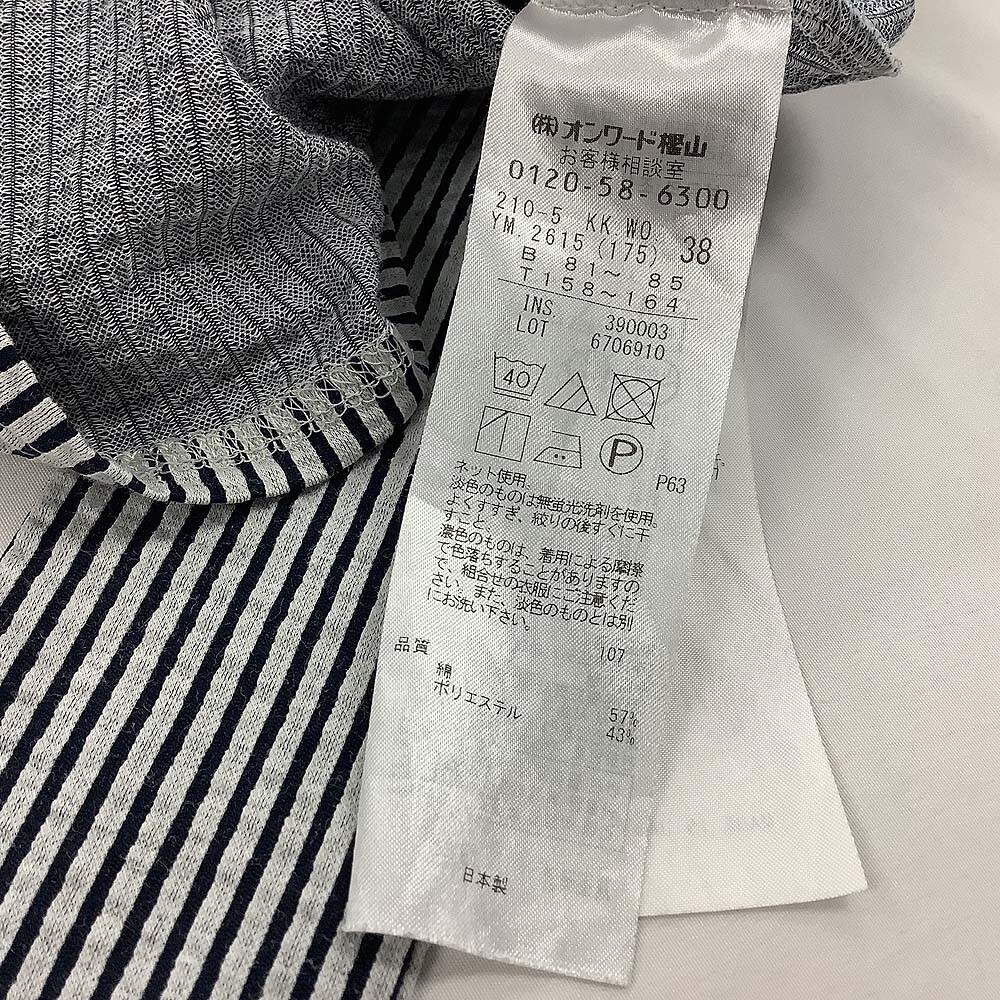 (株)オンワード樫山
お客様相談室
0120-58-6300
210-5 KK WO 38
YM. 2615 (175)
B 81～ 85
T 158～164
INS. 390003
LOT 6706910
40
P
P63
ネット使用、
淡色のものは無蛍光洗剤を使用、
よくすすぎ、絞りの後すぐに干
すこと
濃色のものは、着用による摩擦
で色落ちすることがありますの
で、組合せの衣服にご注意くだ
さい。また、淡色のものとは別
にお洗い下さい。
品質 107
綿 57%
ポリエステル 43%
日本製